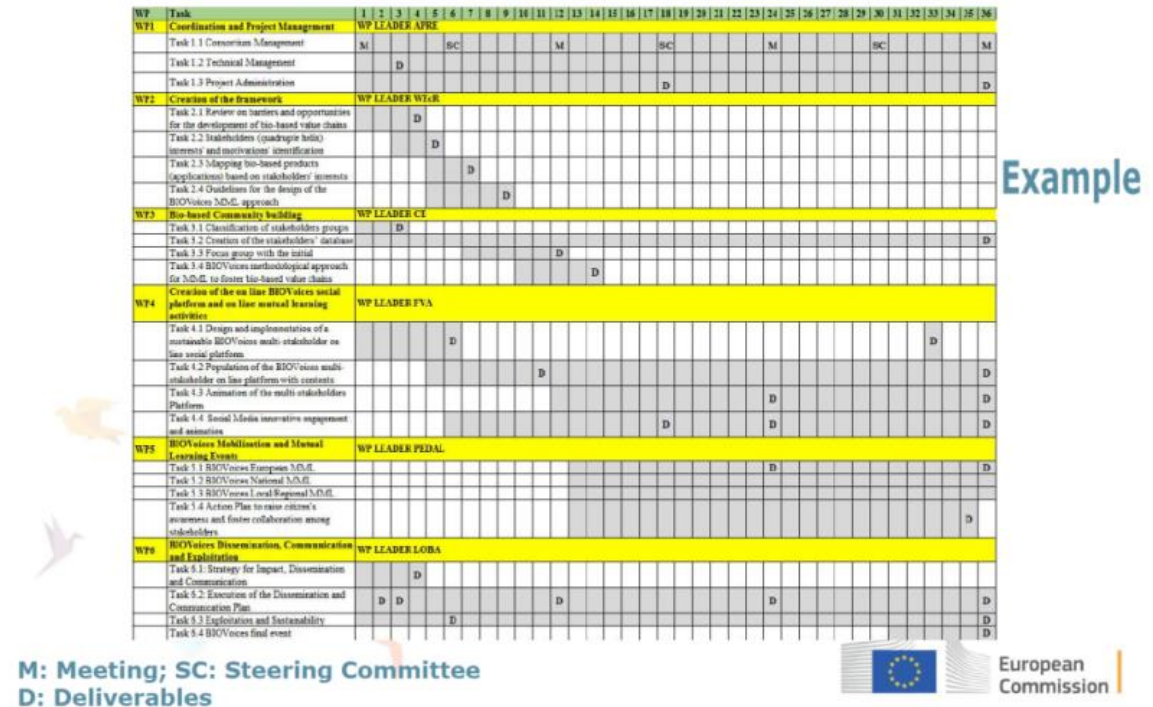 WP Task 1 2 3 4 5 6 7 8 9 10 11 12 13 14 15 16 17 18 19 20 21 22 23 24 25 26 27 28 29 30 31 32 33 34 35 36
WP1 Coordination and Project Management WP LEADER APRE
Task 1.1 Consortium Management M SC M SC M SC M
Task 1.2 Technical Management D
Task 1.3 Project Administration D D
WP2 Creation of the framework WP LEADER WIxR
Task 2.1 Review on barriers and opportunities
for the development of bio-based value chains D
Task 2.2 Stakeholders (quadruple helix)
interests' and motivations' identification D
Task 2.3 Mapping bio-based products
(applications) based on stakeholders' interests D
Task 2.4 Guidelines for the design of the
BIOVoices MML approach D
Example
WP3 Bio-based Community building WP LEADER CE
Task 3.1 Classification of stakeholders groups D
Task 3.2 Creation of the stakeholders' database D
Task 3.3 Focus group with the initial D
Task 3.4 BIOVoices methodological approach
for MML to foster bio-based value chains D
Creation of the on line BIOVoices social
WP4 platform and on line mutual learning WP LEADER FVA
activities
Task 4.1 Design and implementation of a
sustainable BIOVoices multi-stakeholder on D D
line social platform
Task 4.2 Population of the BIOVoices multi-
stakeholder on line platform with contents D D
Task 4.3 Animation of the multi-stakeholders
Platform D D
Task 4.4 Social Media innovative engagement
and animation D D D
WP5 BIOVoices Mobilisation and Mutual WP LEADER PEDAL
Learning Events
Task 5.1 BIOVoices European MML D D
Task 5.2 BIOVoices National MML
Task 5.3 BIOVoices Local/Regional MML
Task 5.4 Action Plan to raise citizen's
awareness and foster collaboration among D
stakeholders
WP6 BIOVoices Dissemination, Communication WP LEADER LOBA
and Exploitation
Task 6.1: Strategy for Impact, Dissemination
and Communication D
Task 6.2: Execution of the Dissemination and
Communication Plan D D D D D
Task 6.3 Exploitation and Sustainability D D
Task 6.4 BIOVoices final event D
M: Meeting; SC: Steering Committee
D: Deliverables
European
Commission